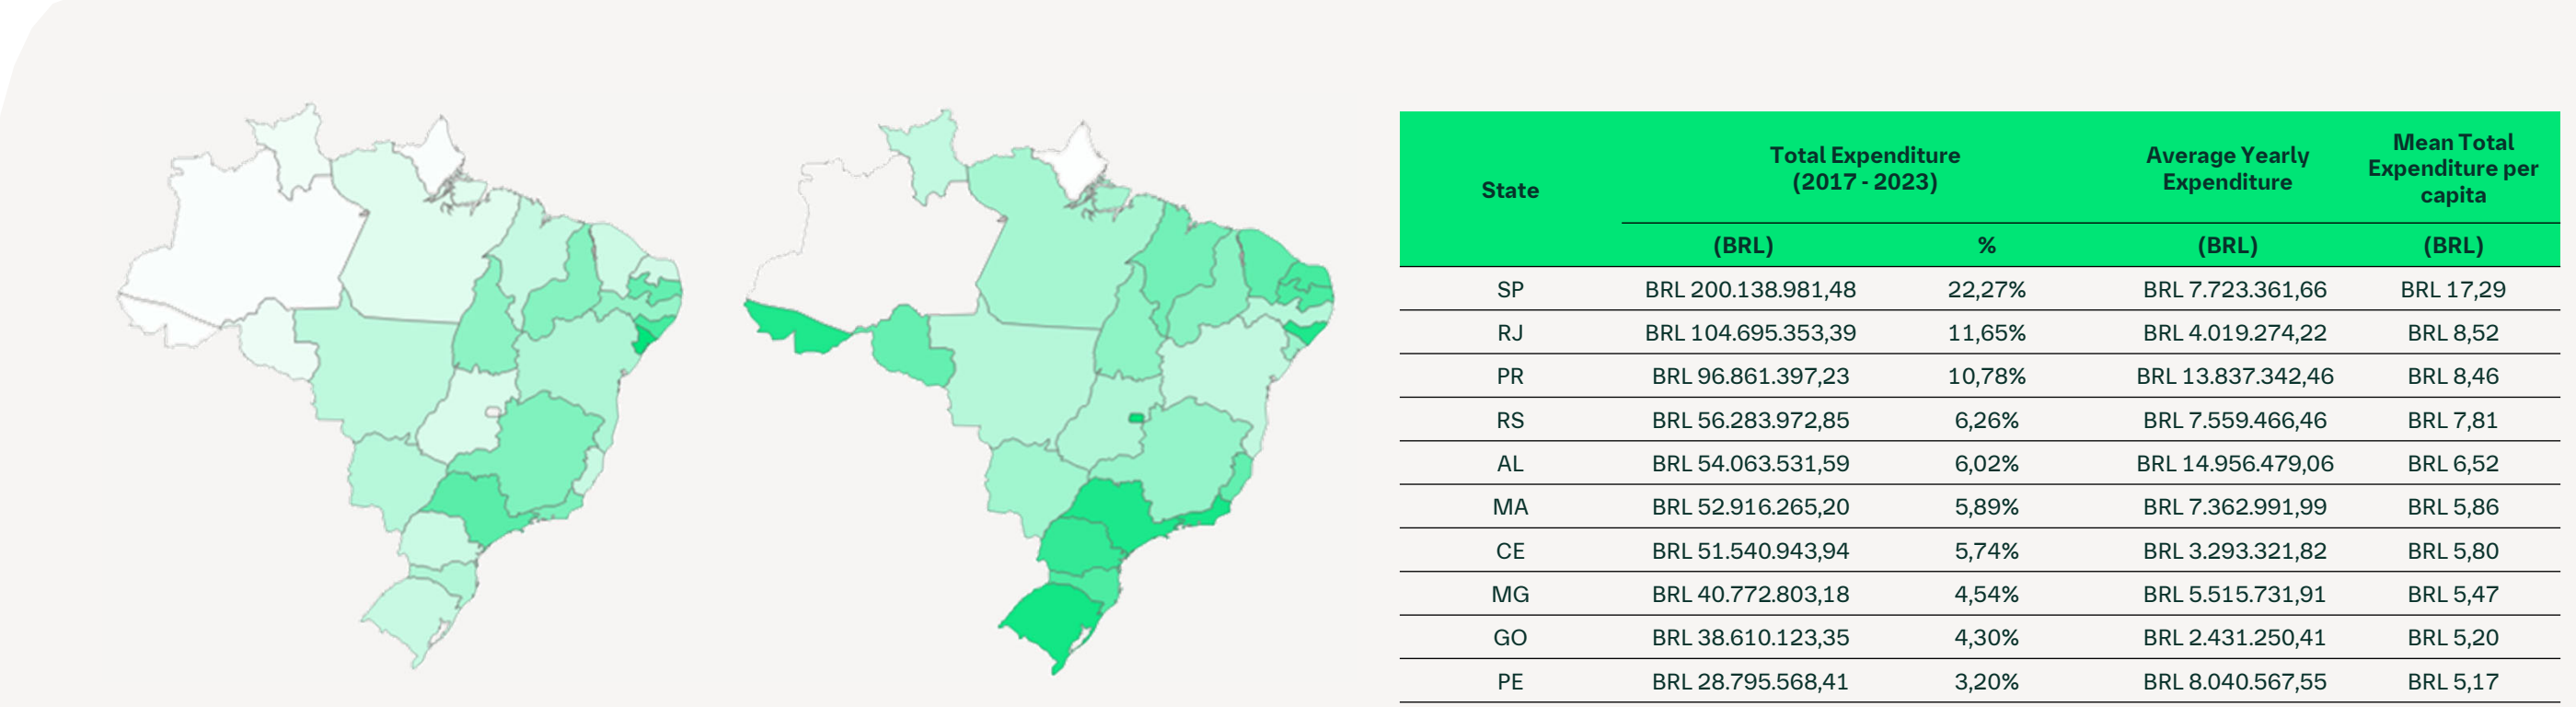 State
Total Expenditure
(2017 - 2023)
Average Yearly
Expenditure
Mean Total
Expenditure per
capita
(BRL) % (BRL) (BRL)
SP BRL 200.138.981,48 22,27% BRL 7.723.361,66 BRL 17,29
RJ BRL 104.695.353,39 11,65% BRL 4.019.274,22 BRL 8,52
PR BRL 96.861.397,23 10,78% BRL 13.837.342,46 BRL 8,46
RS BRL 56.283.972,85 6,26% BRL 7.559.466,46 BRL 7,81
AL BRL 54.063.531,59 6,02% BRL 14.956.479,06 BRL 6,52
MA BRL 52.916.265,20 5,89% BRL 7.362.991,99 BRL 5,86
CE BRL 51.540.943,94 5,74% BRL 3.293.321,82 BRL 5,80
MG BRL 40.772.803,18 4,54% BRL 5.515.731,91 BRL 5,47
GO BRL 38.610.123,35 4,30% BRL 2.431.250,41 BRL 5,20
PE BRL 28.795.568,41 3,20% BRL 8.040.567,55 BRL 5,17